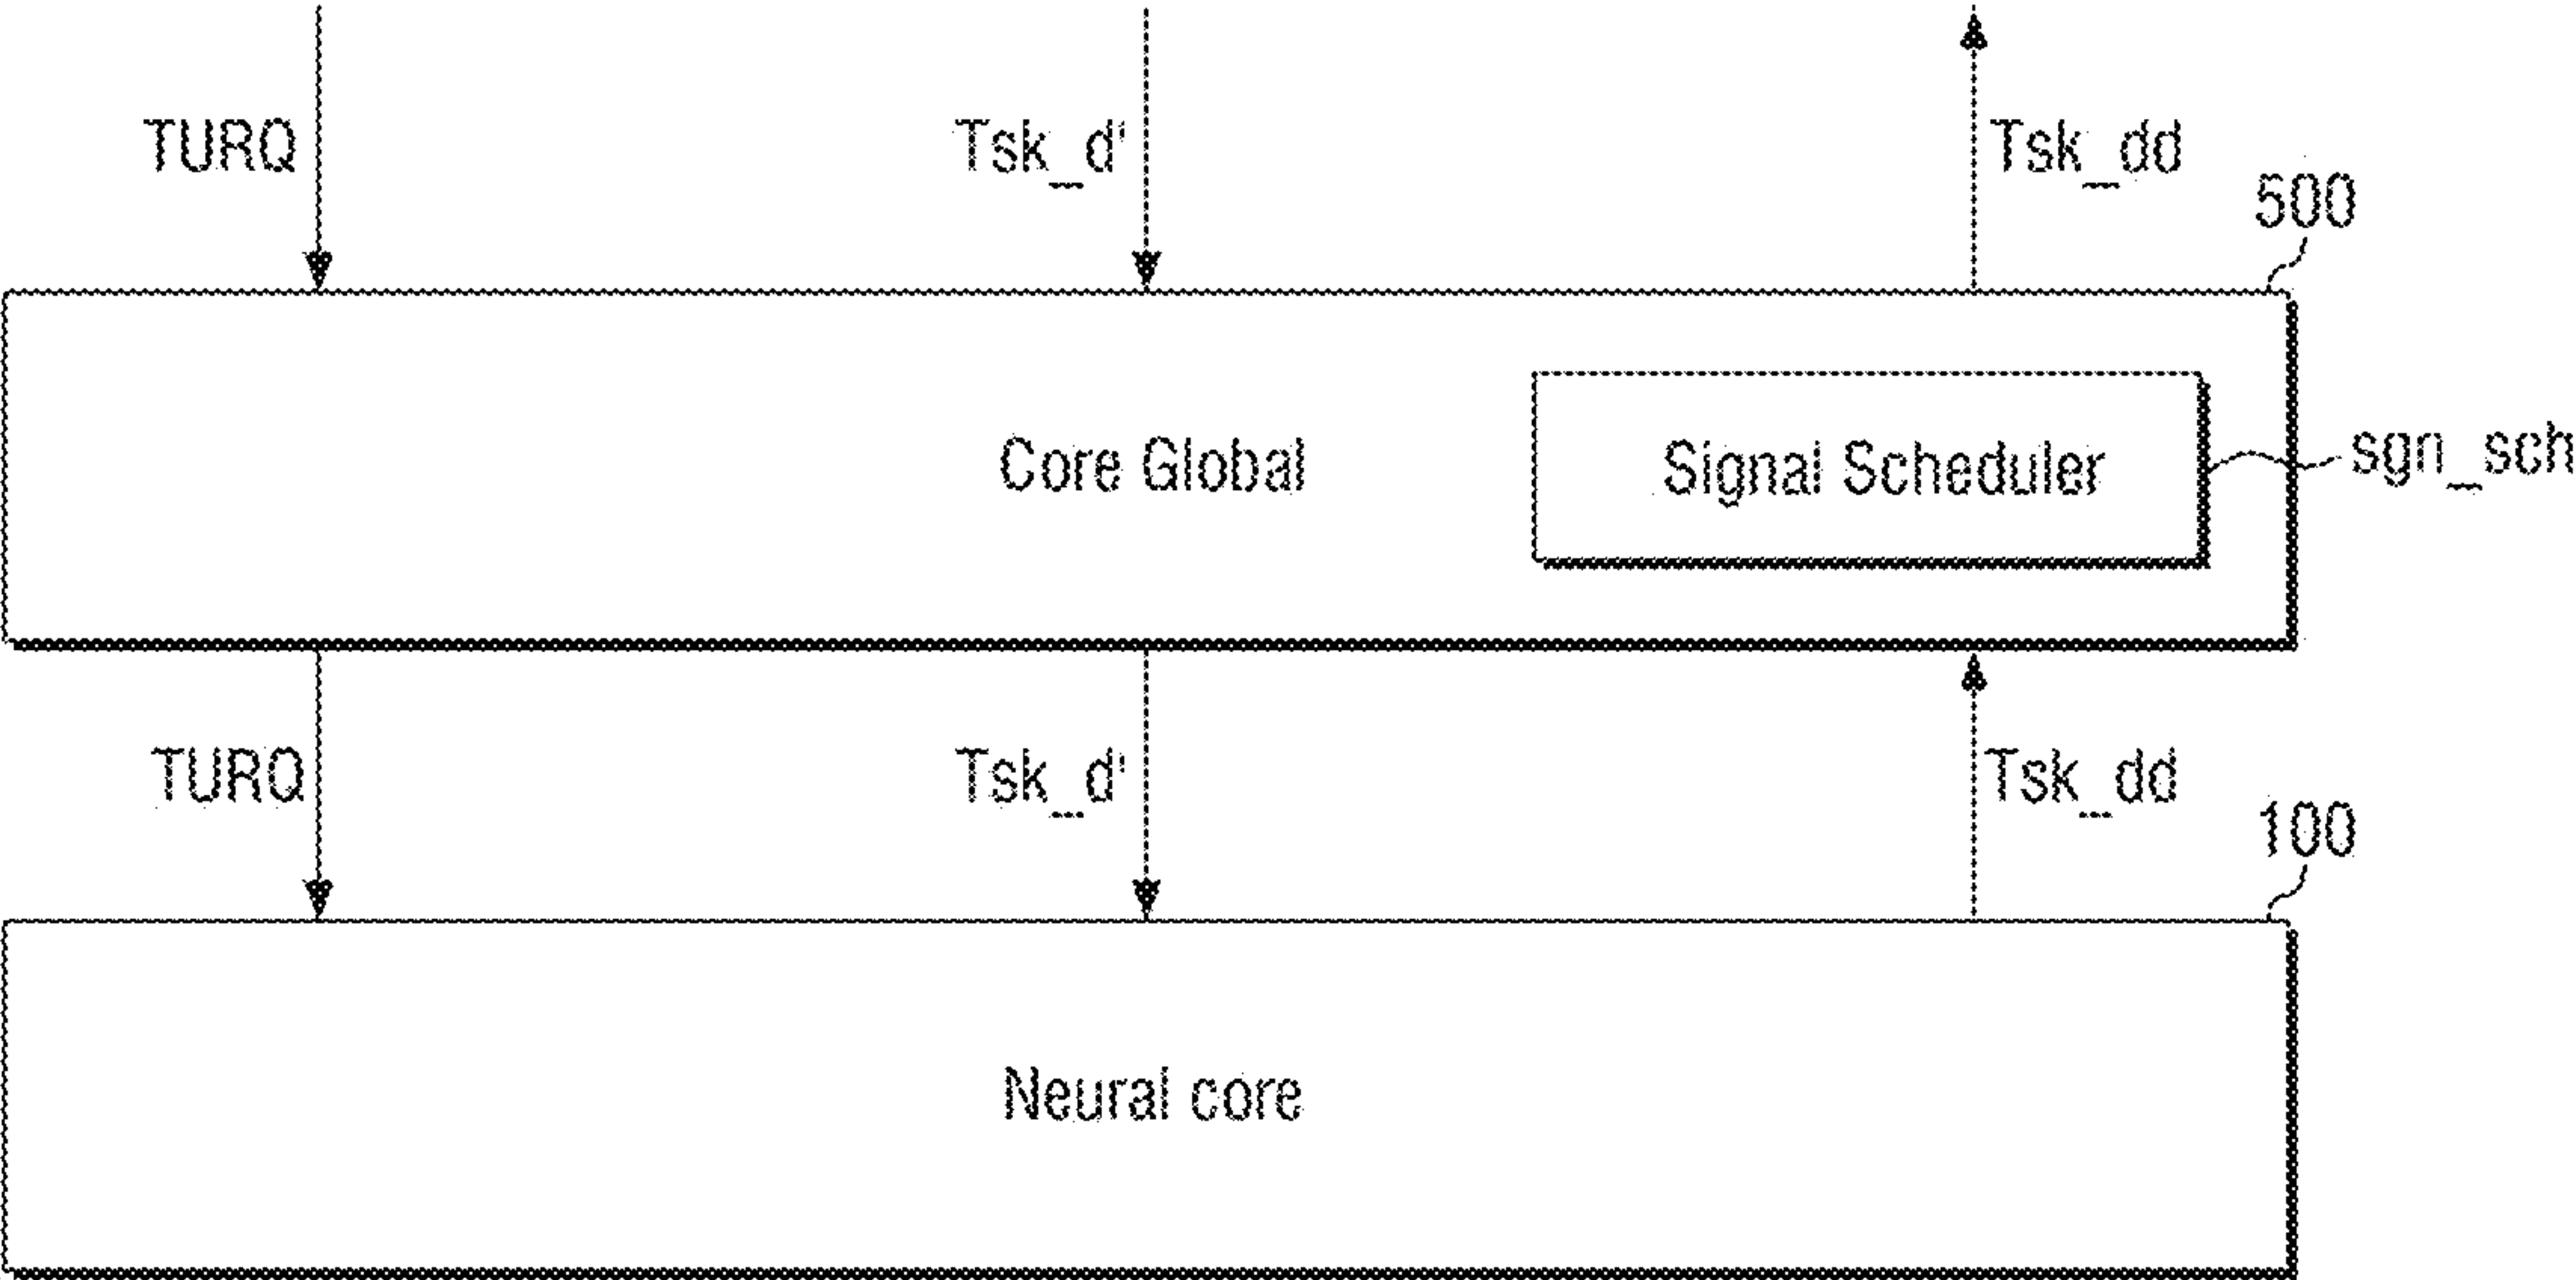 TURQ
Tsk_d'
Tsk_dd
500
Core Global
Signal Scheduler
sgn_sch
TURQ
Tsk_d'
Tsk_dd
100
Neural core